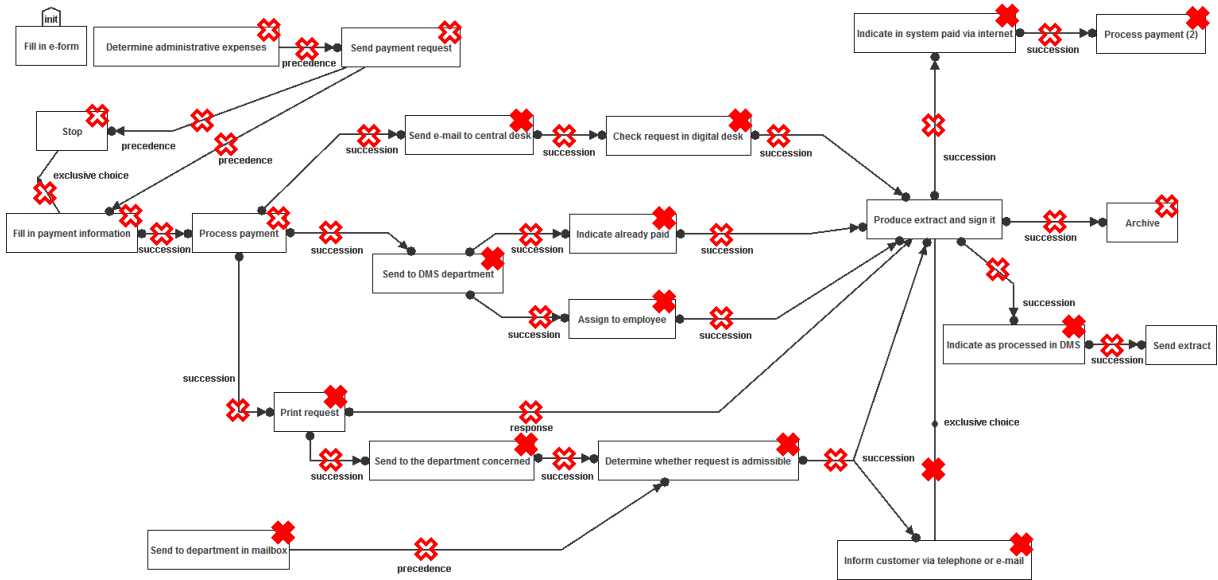 init
Fill in e-form
Determine administrative expenses
precedence
Send payment request
Indicate in system paid via internet
succession
Process payment (2)
Stop
precedence
precedence
exclusive choice
succession
Send e-mail to central desk
succession
Check request in digital desk
succession
succession
Fill in payment information
succession
Process payment
succession
Send to DMS department
succession
Indicate already paid
succession
Produce extract and sign it
succession
Archive
succession
Assign to employee
succession
succession
Indicate as processed in DMS
succession
Send extract
succession
Print request
response
exclusive choice
succession
Send to the department concerned
succession
Determine whether request is admissible
succession
Send to department in mailbox
precedence
Inform customer via telephone or e-mail